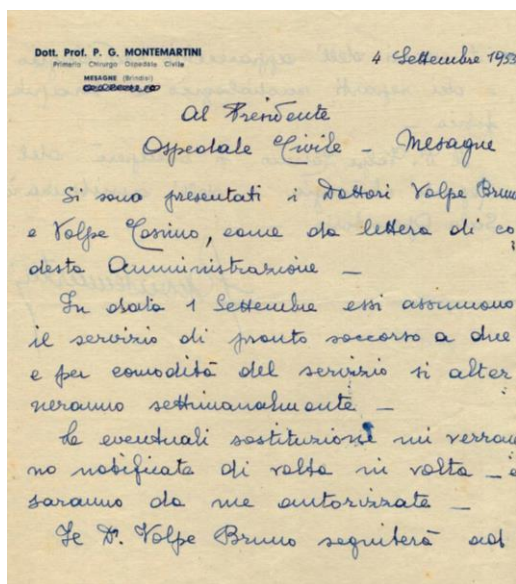 Dott. Prof. P. G. MONTEMARTINI
Primario Chirurgo Ospedale Civile
MESAGNE (Brindisi)
4 Settembre 1953
Al Presidente
Ospedale Civile - Mesagne
Si sono presentati i Dottori Volpe Bruno
e Volpe Cosimo, come da lettera di co
desta Amministrazione -
In data 1 Settembre essi assumono
il servizio di pronto soccorso a due
e per comodità del servizio si alter
neranno settimanalmente -
Le eventuali sostituzioni mi verran
no notificate di volta in volta -
saranno da me autorizzate -
Il Dr. Volpe Bruno seguiterà ad